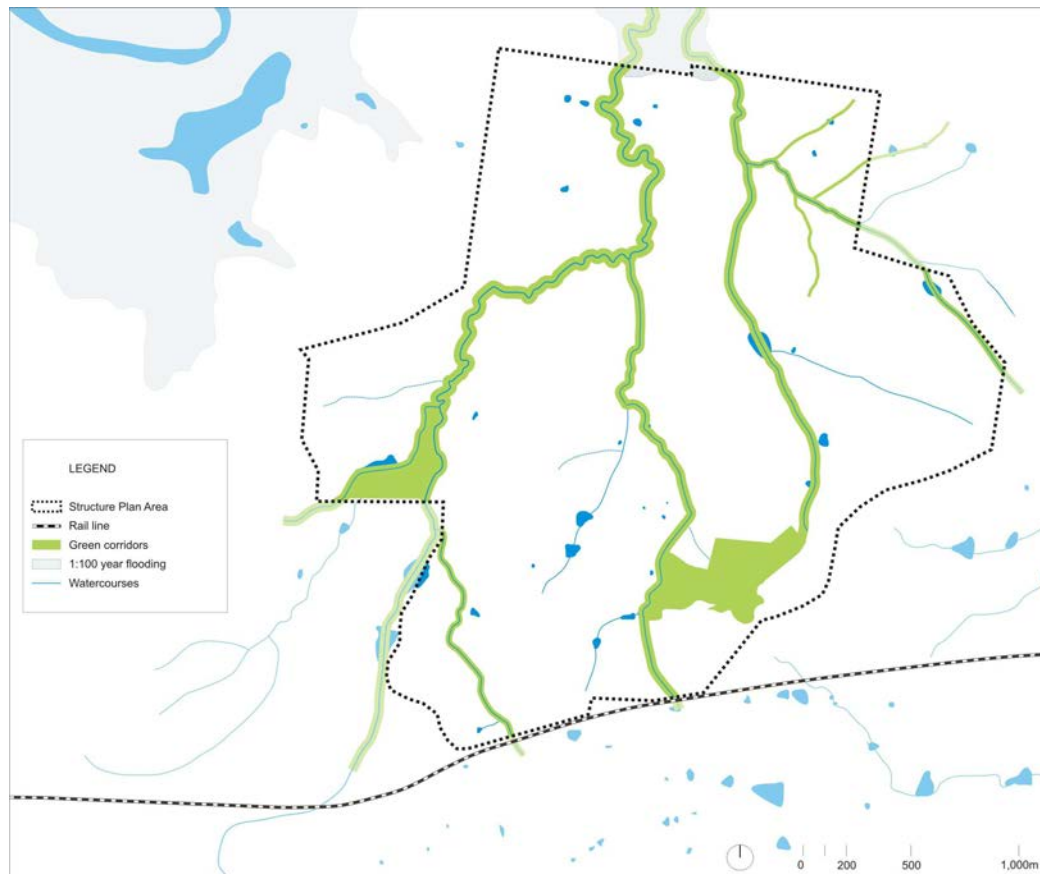 LEGEND
Structure Plan Area
Rail line
Green corridors
1:100 year flooding
Watercourses
0 200 500 1,000m